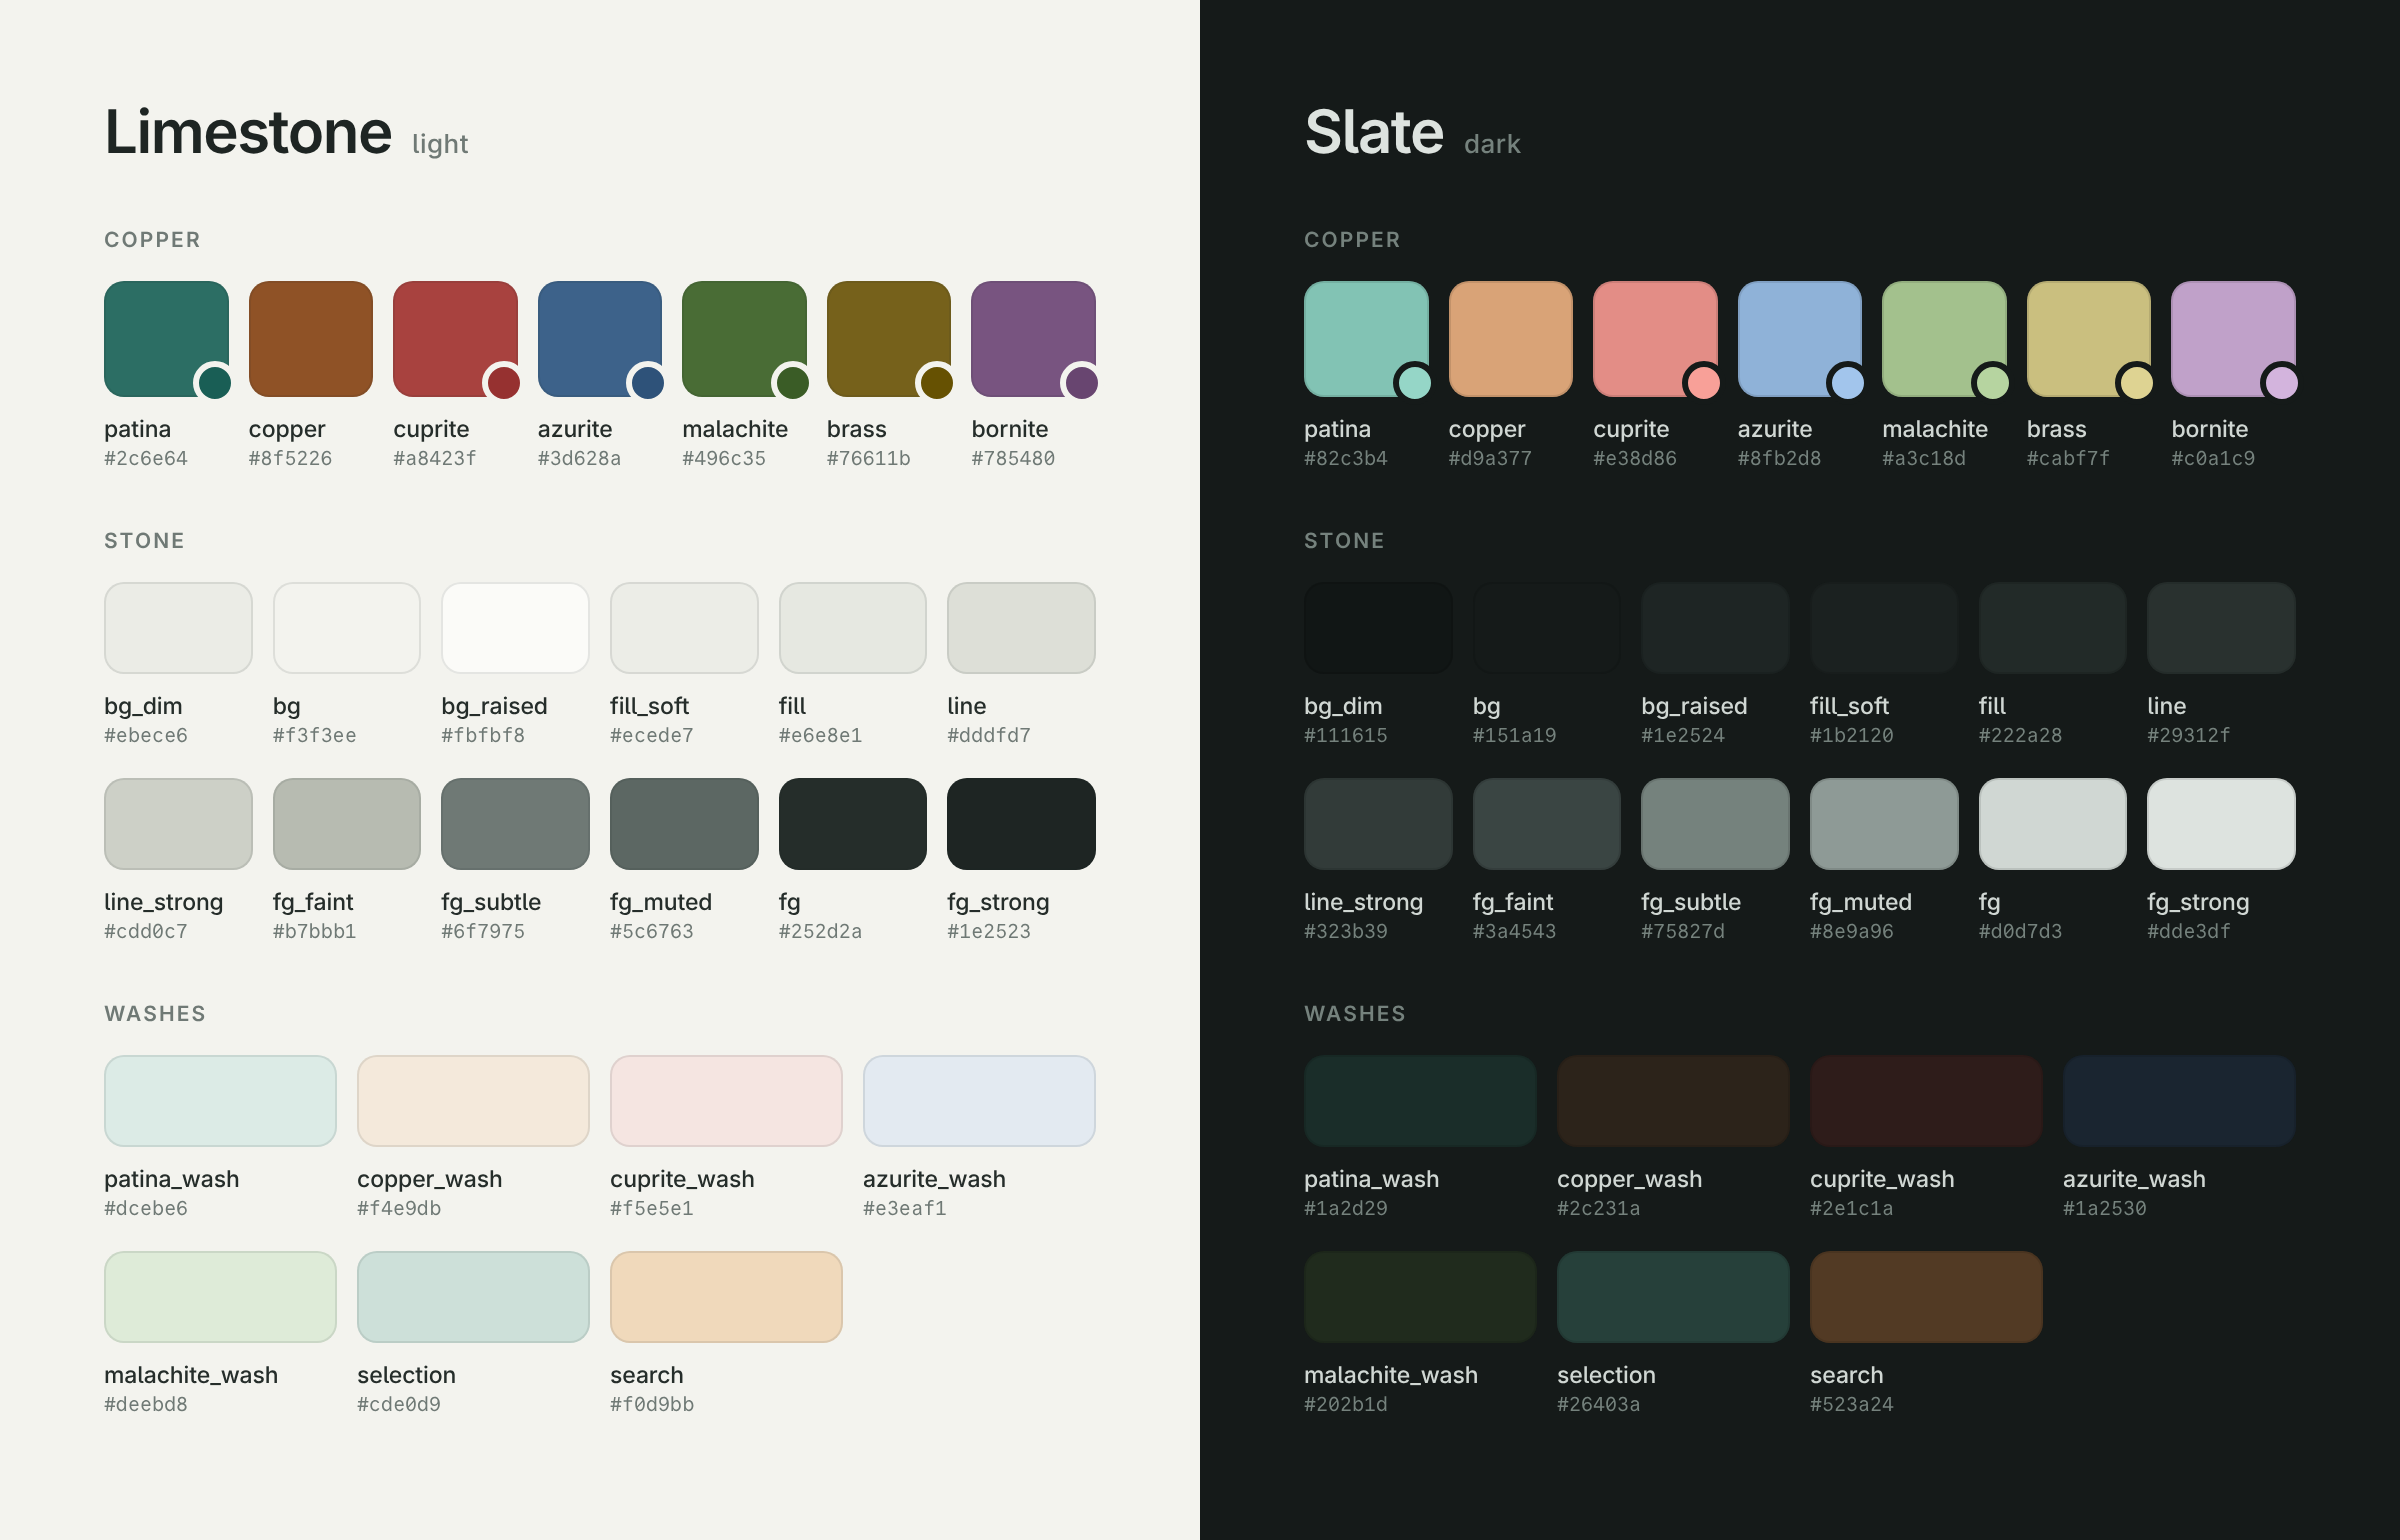 Limestone light
COPPER
patina copper cuprite azurite malachite brass bornite
#2c6e64 #8f5226 #a8423f #3d628a #496c35 #76611b #785480
STONE
bg_dim bg bg_raised fill_soft fill line
#ebece6 #f3f3ee #fbfbf8 #ecede7 #e6e8e1 #dddfd7
line_strong fg_faint fg_subtle fg_muted fg fg_strong
#cdd0c7 #b7bbb1 #6f7975 #5c6763 #252d2a #1e2523
WASHES
patina_wash copper_wash cuprite_wash azurite_wash
#dcebe6 #f4e9db #f5e5e1 #e3eaf1
malachite_wash selection search
#deebd8 #cde0d9 #f0d9bb
Slate dark
COPPER
patina copper cuprite azurite malachite brass bornite
#82c3b4 #d9a377 #e38d86 #8fb2d8 #a3c18d #cabf7f #c0a1c9
STONE
bg_dim bg bg_raised fill_soft fill line
#111615 #151a19 #1e2524 #1b2120 #222a28 #29312f
line_strong fg_faint fg_subtle fg_muted fg fg_strong
#323b39 #3a4543 #75827d #8e9a96 #d0d7d3 #dde3df
WASHES
patina_wash copper_wash cuprite_wash azurite_wash
#1a2d29 #2c231a #2e1c1a #1a2530
malachite_wash selection search
#202b1d #26403a #523a24